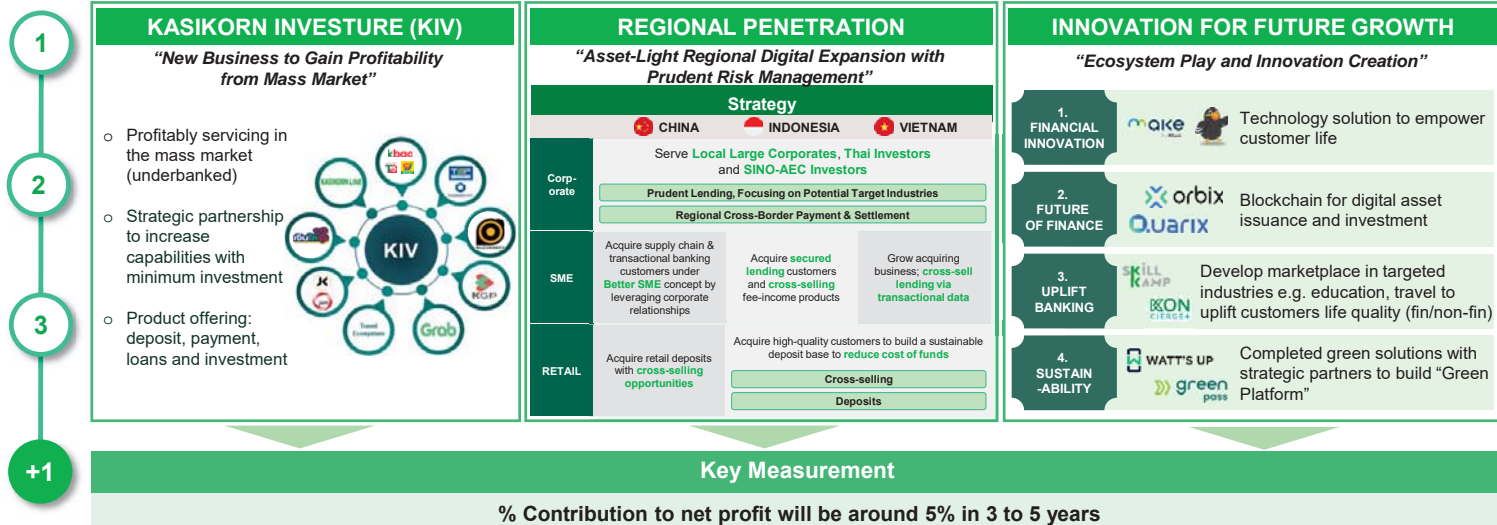 1
2
3
+1
KASIKORN INVESTURE (KIV)
“New Business to Gain Profitability
from Mass Market”
o Profitably servicing in
the mass market
(underbanked)
o Strategic partnership
to increase
capabilities with
minimum investment
o Product offering:
deposit, payment,
loans and investment
KIV
KASIKORN LINE
kbao
KGP
Grab
Travel
Ecosystem
JK
REGIONAL PENETRATION
“Asset-Light Regional Digital Expansion with
Prudent Risk Management”
Strategy
CHINA
INDONESIA
VIETNAM
Corp-
orate
Serve Local Large Corporates, Thai Investors
and SINO-AEC Investors
Prudent Lending, Focusing on Potential Target Industries
Regional Cross-Border Payment & Settlement
SME
Acquire supply chain &
transactional banking
customers under
Better SME concept by
leveraging corporate
relationships
Acquire secured
lending customers
and cross-selling
fee-income products
Grow acquiring
business; cross-sell
lending via
transactional data
RETAIL
Acquire retail deposits
with cross-selling
opportunities
Acquire high-quality customers to build a sustainable
deposit base to reduce cost of funds
Cross-selling
Deposits
INNOVATION FOR FUTURE GROWTH
“Ecosystem Play and Innovation Creation”
1.
FINANCIAL
INNOVATION
make
Technology solution to empower
customer life
2.
FUTURE
OF FINANCE
orbix
Quarix
Blockchain for digital asset
issuance and investment
3.
UPLIFT
BANKING
SKILL
KAMP
KON
CIERGE+
Develop marketplace in targeted
industries e.g. education, travel to
uplift customers life quality (fin/non-fin)
4.
SUSTAIN
-ABILITY
WATT'S UP
green
pass
Completed green solutions with
strategic partners to build “Green
Platform”
Key Measurement
% Contribution to net profit will be around 5% in 3 to 5 years